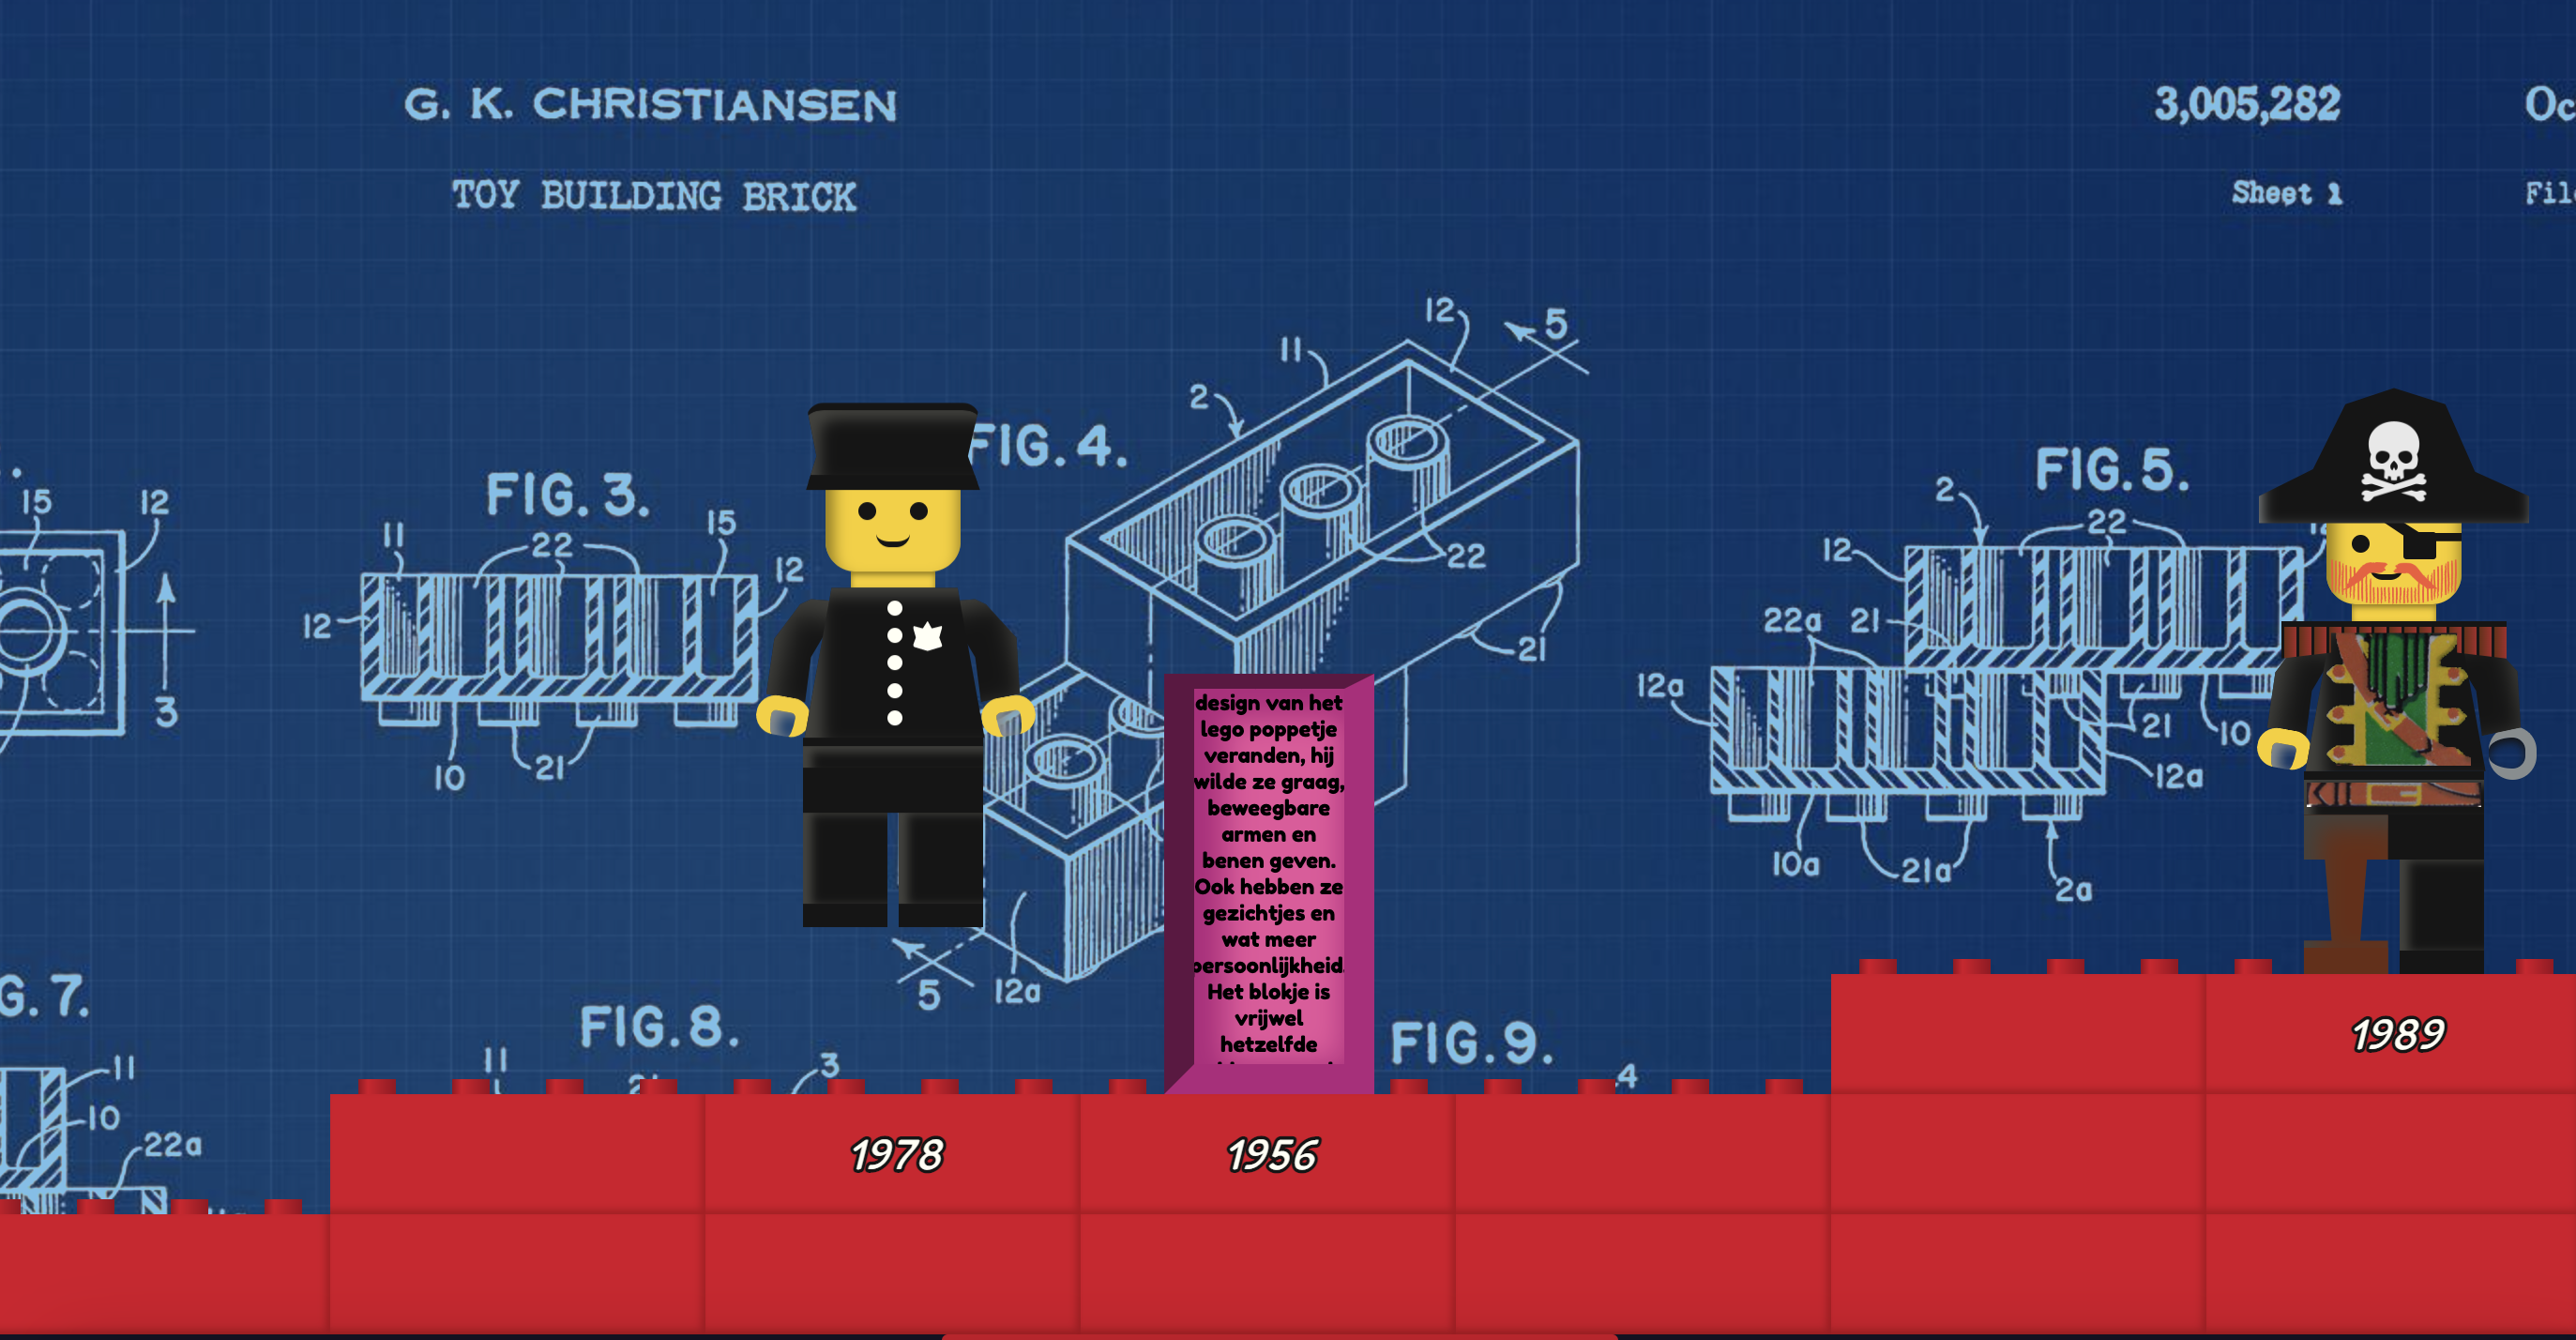 G. K. CHRISTIANSEN
3,005,282
TOY BUILDING BRICK
Sheet 1
12
5
11
2
FIG. 4.
FIG. 5.
15
12
FIG. 3.
2
22
11
22
15
12
12
22
12
22a
21
21
3
12a
21
10
10
21
12a
10a
21a
2a
design van het
lego poppetje
veranden, hij
wilde ze graag,
beweegbare
armen en
benen geven.
Ook hebben ze
gezichtjes en
wat meer
persoonlijkheid.
Het blokje is
vrijwel
hetzelfde
5
12a
G. 7.
FIG. 8.
FIG. 9.
11
11
3
4
10
22a
1989
1978
1956